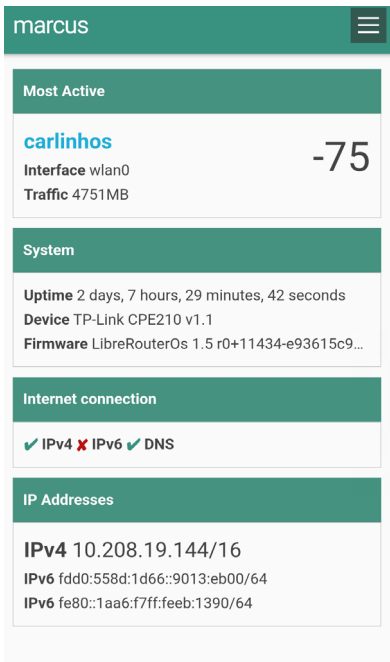 marcus
Most Active
carlinhos
-75
Interface wlan0
Traffic 4751MB
System
Uptime 2 days, 7 hours, 29 minutes, 42 seconds
Device TP-Link CPE210 v1.1
Firmware LibreRouterOs 1.5 r0+11434-e93615c9...
Internet connection
✔ IPv4 ✘ IPv6 ✔ DNS
IP Addresses
IPv4 10.208.19.144/16
IPv6 fdd0:558d:1d66::9013:eb00/64
IPv6 fe80::1aa6:f7ff:feeb:1390/64